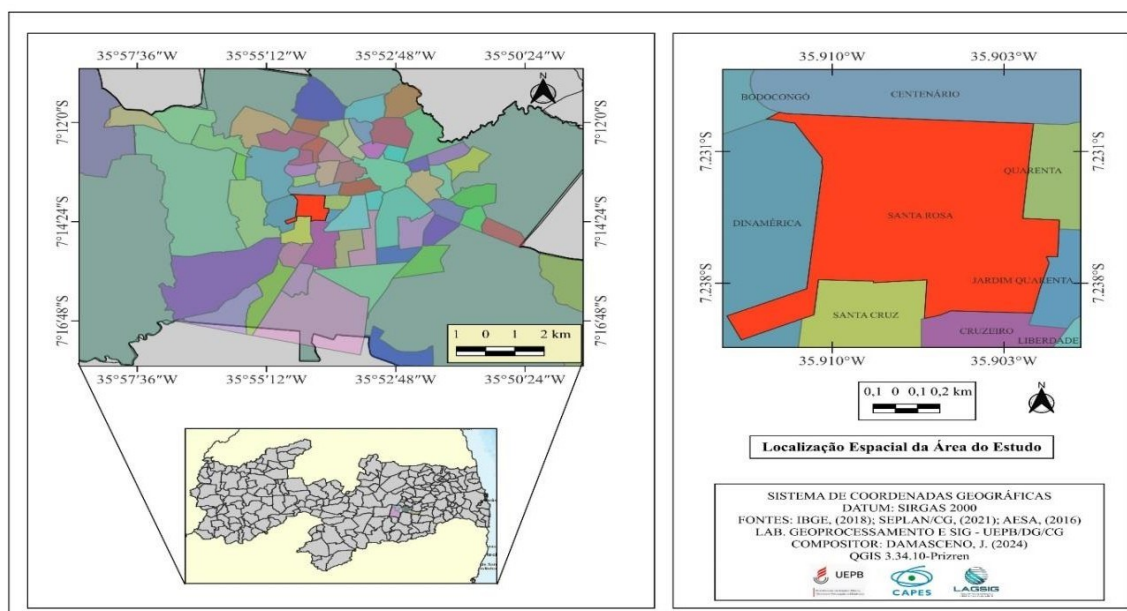 35°57'36"W 35°55'12"W 35°52'48"W 35°50'24"W
N
7°12'0"S
7°14'24"S
7°16'48"S
7°12'0"S
7°14'24"S
7°16'48"S
1 0 1 2 km
35°57'36"W 35°55'12"W 35°52'48"W 35°50'24"W
35.910°W 35.903°W
BODOCONGÓ CENTENÁRIO
7.231°S
7.231°S
QUARENTA
DINAMÉRICA SANTA ROSA
7.238°S
7.238°S
JARDIM QUARENTA
SANTA CRUZ
CRUZEIRO
LIBERDADE
35.910°W 35.903°W
0,1 0 0,1 0,2 km
N
Localização Espacial da Área do Estudo
SISTEMA DE COORDENADAS GEOGRÁFICAS
DATUM: SIRGAS 2000
FONTES: IBGE, (2018); SEPLAN/CG, (2021); AESA, (2016)
LAB. GEOPROCESSAMENTO E SIG - UEPB/DG/CG
COMPOSITOR: DAMASCENO, J. (2024)
QGIS 3.34.10-Prizren
UEPB
CAPES
LAGSIG